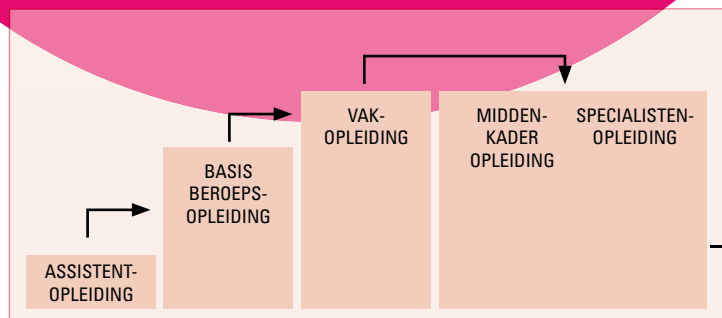 ASSISTENT-
OPLEIDING
BASIS
BEROEPS-
OPLEIDING
VAK-
OPLEIDING
MIDDEN-
KADER
OPLEIDING
SPECIALISTEN-
OPLEIDING